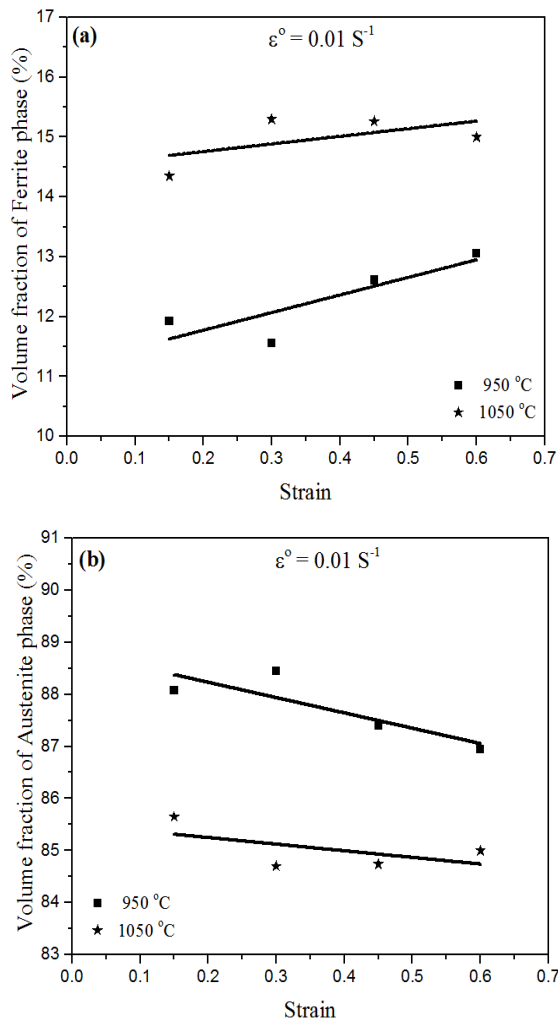 (a)
ε° = 0.01 S⁻¹
Volume fraction of Ferrite phase (%)
17
16
15
14
13
12
11
10
950 °C
1050 °C
0.0 0.1 0.2 0.3 0.4 0.5 0.6 0.7
Strain
(b)
ε° = 0.01 S⁻¹
Volume fraction of Austenite phase (%)
91
90
89
88
87
86
85
84
83
950 °C
1050 °C
0.0 0.1 0.2 0.3 0.4 0.5 0.6 0.7
Strain